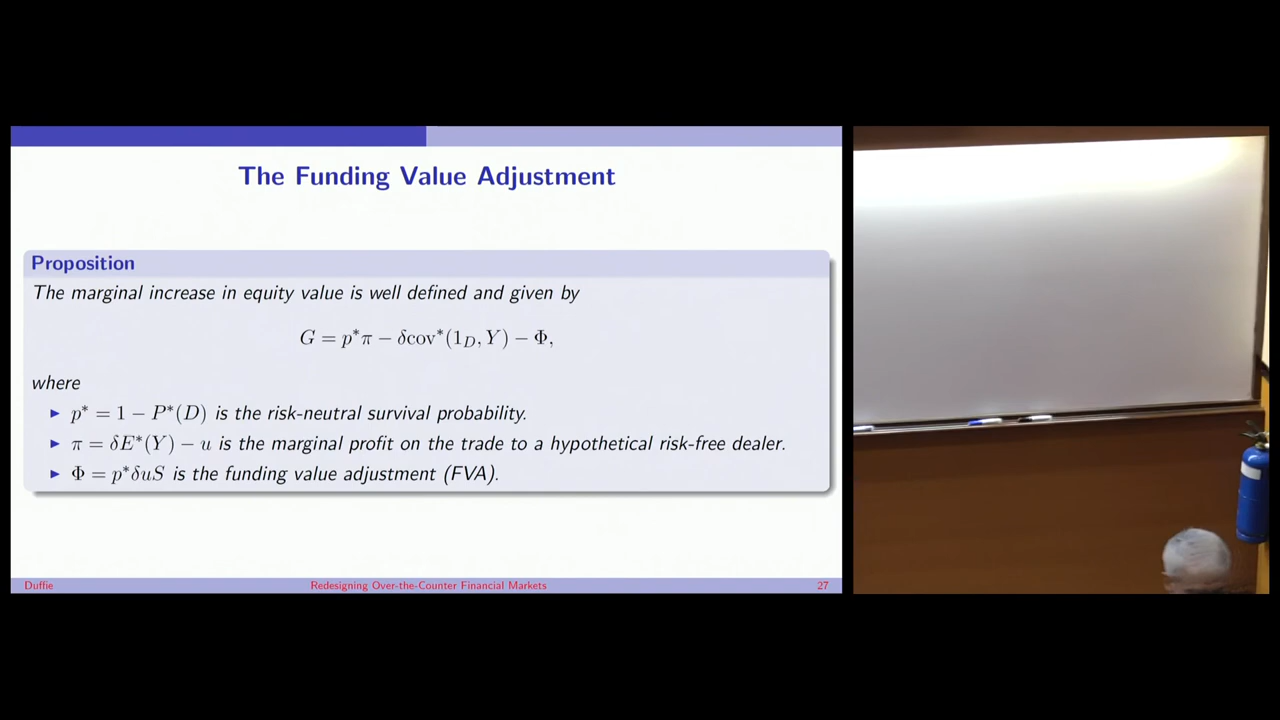 The Funding Value Adjustment
Proposition
The marginal increase in equity value is well defined and given by
G = p*π − δcov*(1_D, Y) − Φ,
where
▶ p* = 1 − P*(D) is the risk-neutral survival probability.
▶ π = δE*(Y) − u is the marginal profit on the trade to a hypothetical risk-free dealer.
▶ Φ = p*δuS is the funding value adjustment (FVA).
Duffie
Redesigning Over-the-Counter Financial Markets
27